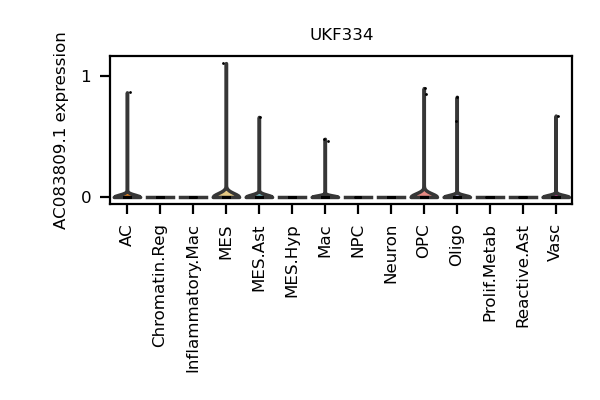 UKF334
AC083809.1 expression
1
0
AC
Chromatin.Reg
Inflammatory.Mac
MES
MES.Ast
MES.Hyp
Mac
NPC
Neuron
OPC
Oligo
Prolif.Metab
Reactive.Ast
Vasc